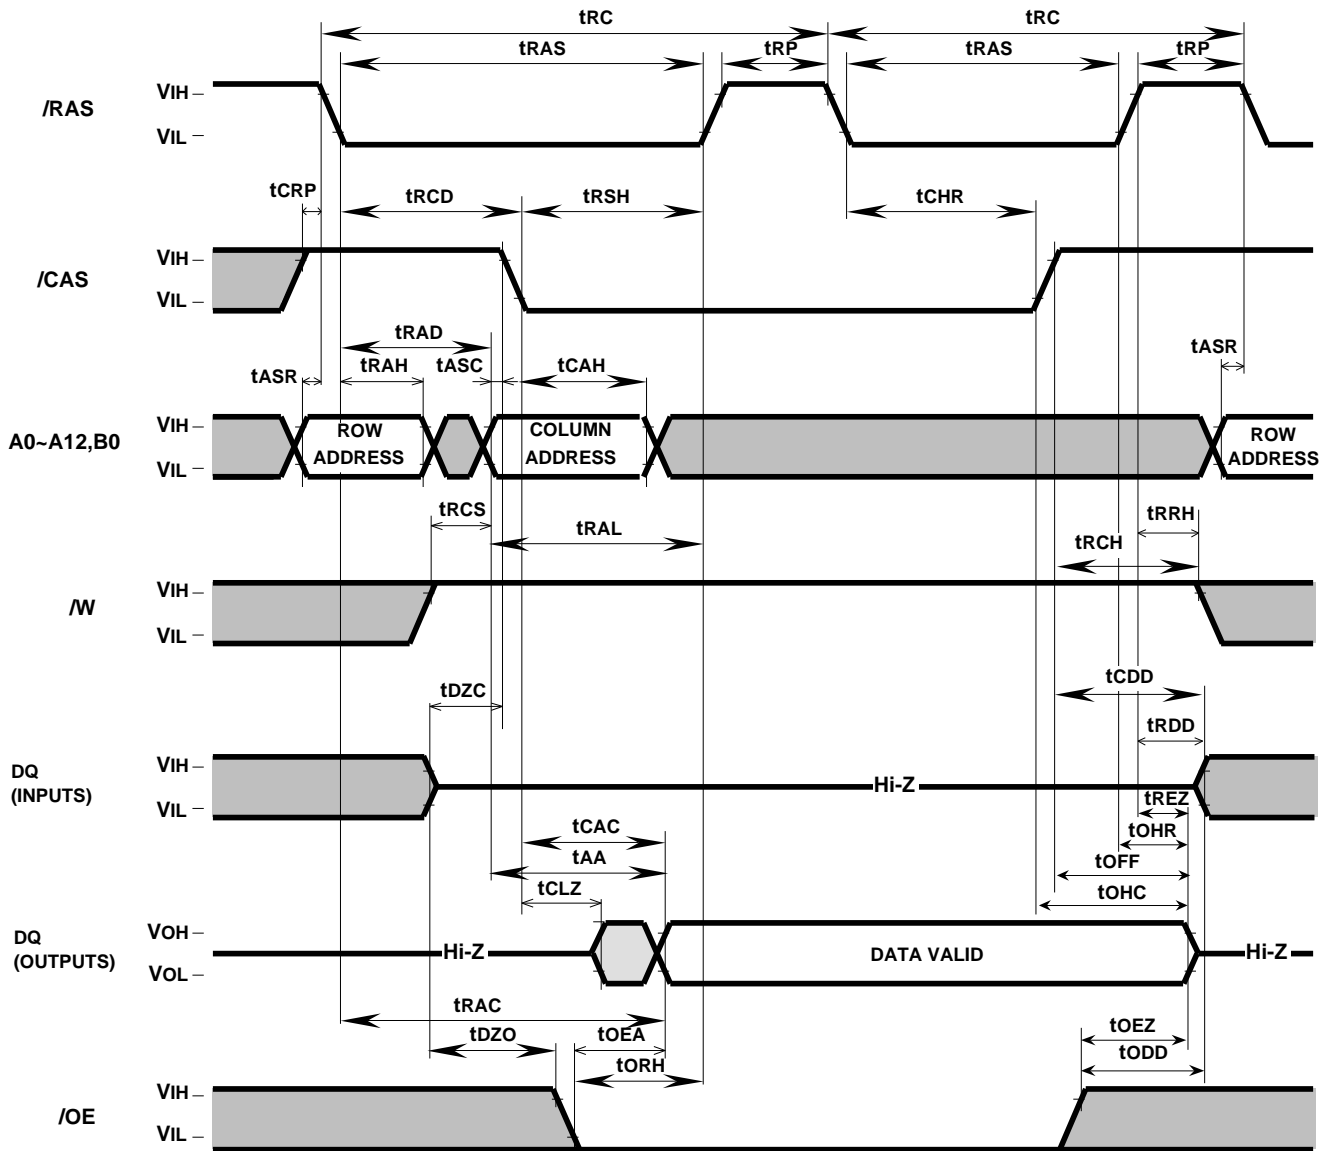 tRC tRC
tRAS tRP tRAS tRP
VIH
/RAS
VIL
tCRP tRCD tRSH tCHR
VIH
/CAS
VIL
tRAD
tASR tRAH tASC tCAH tASR
VIH
A0~A12,B0
VIL
ROW
ADDRESS
COLUMN
ADDRESS
ROW
ADDRESS
tRCS tRAL tRRH
tRCH
VIH
/W
VIL
tDZC tCDD
tRDD
VIH
DQ
(INPUTS)
VIL
Hi-Z
tREZ
tCAC tOHR
tAA tOFF
tCLZ tOHC
VOH
DQ
(OUTPUTS)
VOL
Hi-Z DATA VALID Hi-Z
tRAC
tDZO tOEA tOEZ
tORH tODD
VIH
/OE
VIL